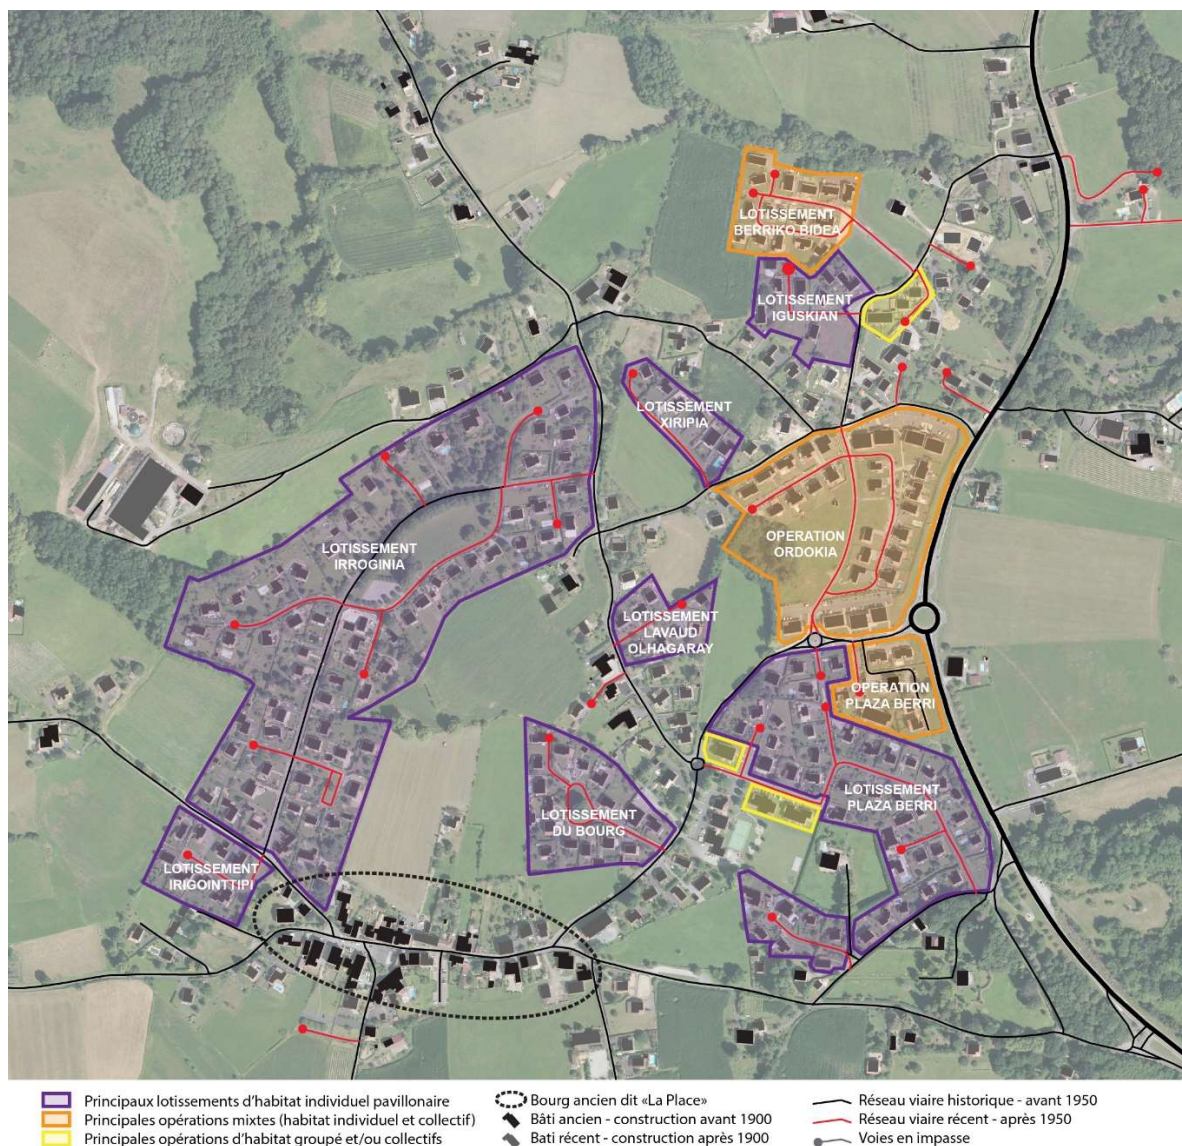 LOTISSEMENT
BERRIKO BIDEA
LOTISSEMENT
IGUSKIAN
LOTISSEMENT
XIRIPIA
LOTISSEMENT
IRROGINIA
OPERATION
ORDOKIA
LOTISSEMENT
LAVAUD
OLHAGARAY
OPERATION
PLAZA BERRI
LOTISSEMENT
PLAZA BERRI
LOTISSEMENT
DU BOURG
LOTISSEMENT
IRIGOINTTIPI
Principaux lotissements d'habitat individuel pavillonaire
Principales opérations mixtes (habitat individuel et collectif)
Principales opérations d'habitat groupé et/ou collectifs
Bourg ancien dit «La Place»
Bâti ancien - construction avant 1900
Bati récent - construction après 1900
Réseau viaire historique - avant 1950
Réseau viaire récent - après 1950
Voies en impasse